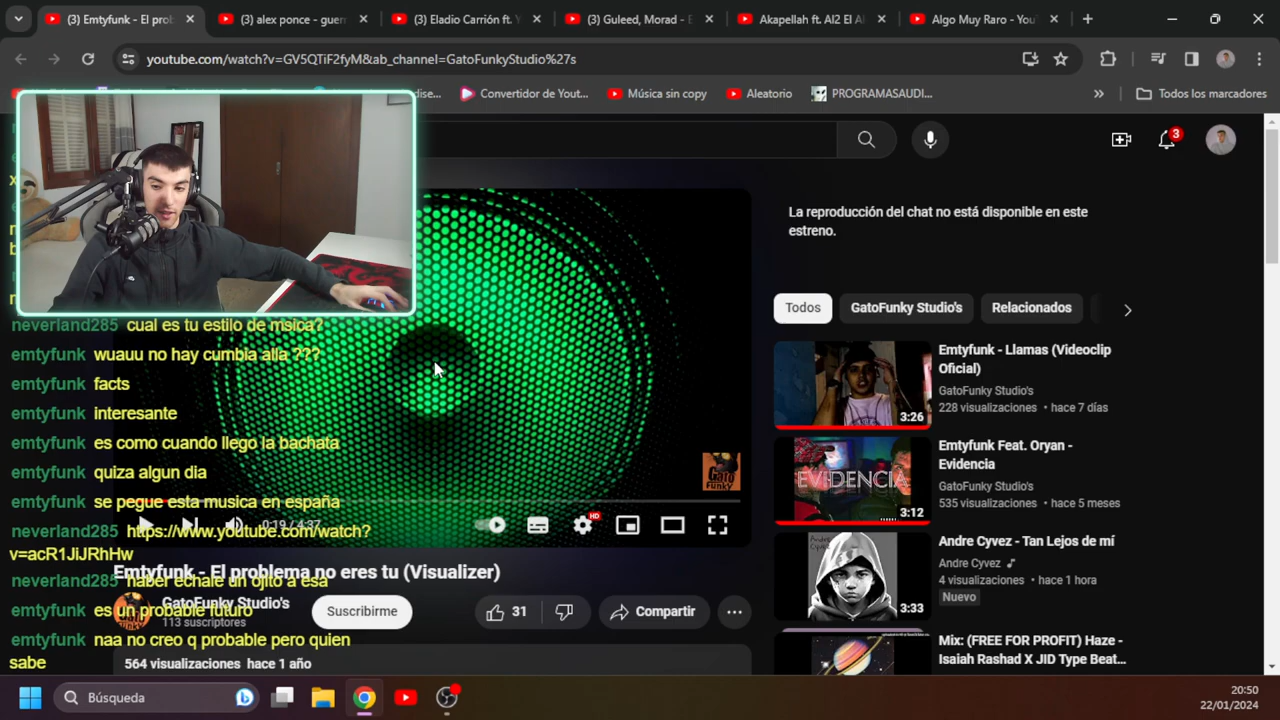 (3) Emtyfunk - El prob
(2) alex ponce - guerr
(3) Eladio Carrión ft. Y
(3) Guleed, Morad - E
Akapellah ft. Al2 El Al
Algo Muy Raro - You
youtube.com/watch?v=GV5QTiF2fyM&ab_channel=GatoFunkyStudio%27s
Convertidor de Yout...
Música sin copy
Aleatorio
PROGRAMASAUDI...
Todos los marcadores
3
La reproducción del chat no está disponible en este
estreno.
Todos
GatoFunky Studio's
Relacionados
neverland285 cual es tu estilo de msica?
emtyfunk wuauu no hay cumbia alla ???
emtyfunk facts
emtyfunk interesante
emtyfunk es como cuando llego la bachata
emtyfunk quiza algun dia
emtyfunk se pegue esta musica en españa
neverland285 https://www.youtube.com/watch?
v=acR1JiJRhHw
neverland285 haber echale un ojito a esa
emtyfunk es un probable futuro
emtyfunk naa no creo q probable pero quien
sabe
Gato
Funky
0:19 / 4:37
HD
Emtyfunk - El problema no eres tu (Visualizer)
GatoFunky Studio's
113 suscriptores
Suscribirme
31
Compartir
564 visualizaciones hace 1 año
Emtyfunk - Llamas (Videoclip
Oficial)
GatoFunky Studio's
228 visualizaciones • hace 7 días
3:26
Emtyfunk Feat. Oryan -
Evidencia
GatoFunky Studio's
535 visualizaciones • hace 5 meses
EVIDENCIA
3:12
Andre Cyvez - Tan Lejos de mí
Andre Cyvez
4 visualizaciones • hace 1 hora
Nuevo
3:33
Mix: (FREE FOR PROFIT) Haze -
Isaiah Rashad X JID Type Beat...
Búsqueda
20:50
22/01/2024